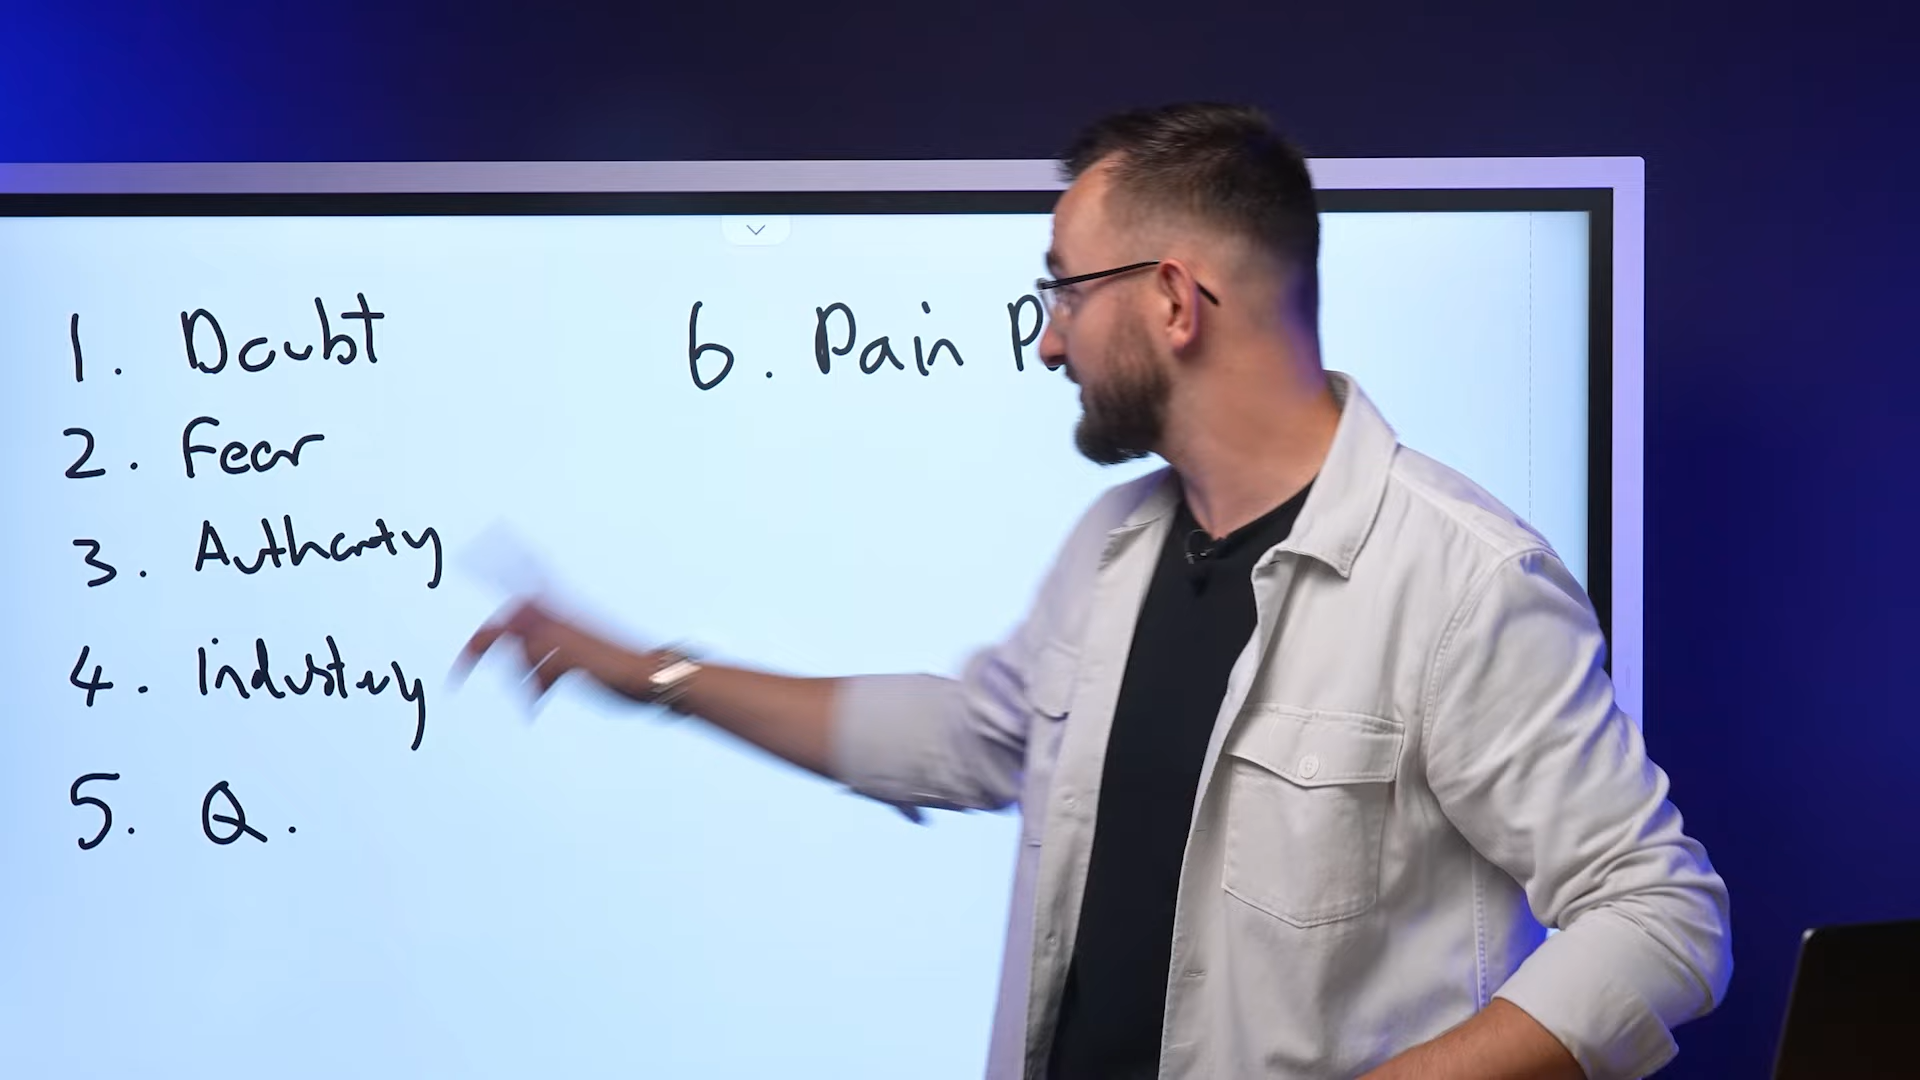 1. Doubt
2. Fear
3. Authority
4. Industry
5. Q.
6. Pain